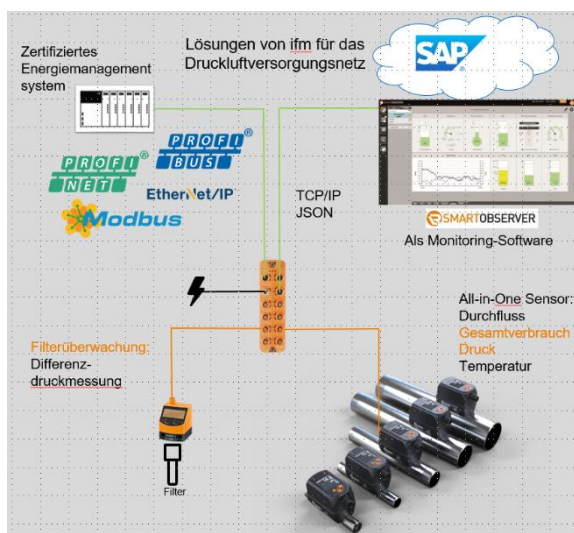 Zertifiziertes
Energiemanagement
system
Lösungen von ifm für das
Druckluftversorgungsnetz
SAP
PROFI
NET
PROFI
BUS
EtherNet/IP
Modbus
TCP/IP
JSON
SMARTOBSERVER
Als Monitoring-Software
All-in-One Sensor:
Durchfluss
Gesamtverbrauch
Druck
Temperatur
Filterüberwachung:
Differenz-
druckmessung
Filter